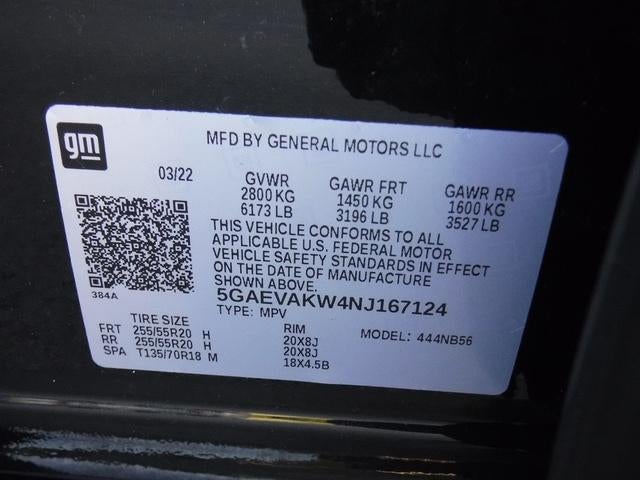 gm
MFD BY GENERAL MOTORS LLC
03/22
GVWR GAWR FRT GAWR RR
2800 KG 1450 KG 1600 KG
6173 LB 3196 LB 3527 LB
THIS VEHICLE CONFORMS TO ALL
APPLICABLE U.S. FEDERAL MOTOR
VEHICLE SAFETY STANDARDS IN EFFECT
ON THE DATE OF MANUFACTURE
SHOWN ABOVE.
384A
5GAEVAKW4NJ167124
TYPE: MPV
TIRE SIZE RIM MODEL: 444NB56
FRT 255/55R20 H 20X8J
RR 255/55R20 H 20X8J
SPA T135/70R18 M 18X4.5B